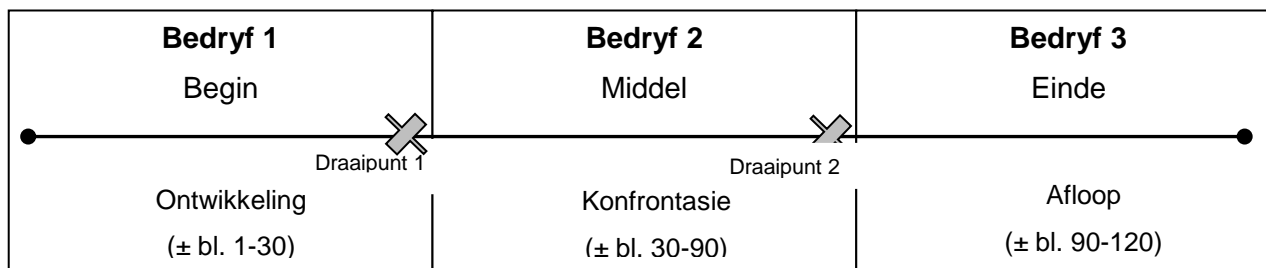 Bedryf 1
Begin
Draaipunt 1
Ontwikkeling
(± bl. 1-30)
Bedryf 2
Middel
Draaipunt 2
Konfrontasie
(± bl. 30-90)
Bedryf 3
Einde
Afloop
(± bl. 90-120)